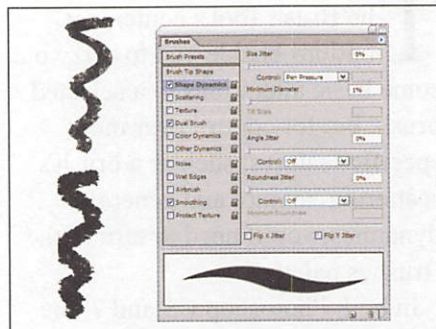 Brushes
Brush Presets
Brush Tip Shape
Shape Dynamics
Scattering
Texture
Dual Brush
Color Dynamics
Other Dynamics
Noise
Wet Edges
Airbrush
Smoothing
Protect Texture
Size Jitter 0%
Control: Pen Pressure
Minimum Diameter 1%
Tilt Scale
Angle Jitter 0%
Control: Off
Roundness Jitter 0%
Control: Off
Minimum Roundness
Flip X Jitter
Flip Y Jitter